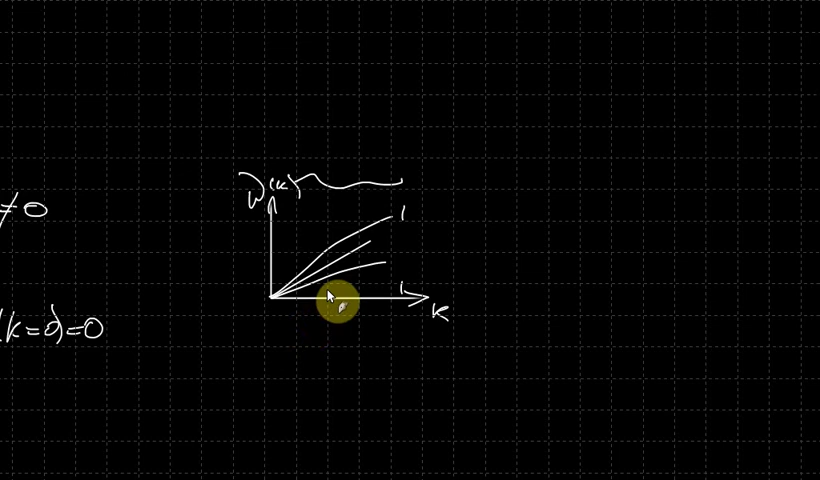 (k)
≠ 0
(k=0)=0
k